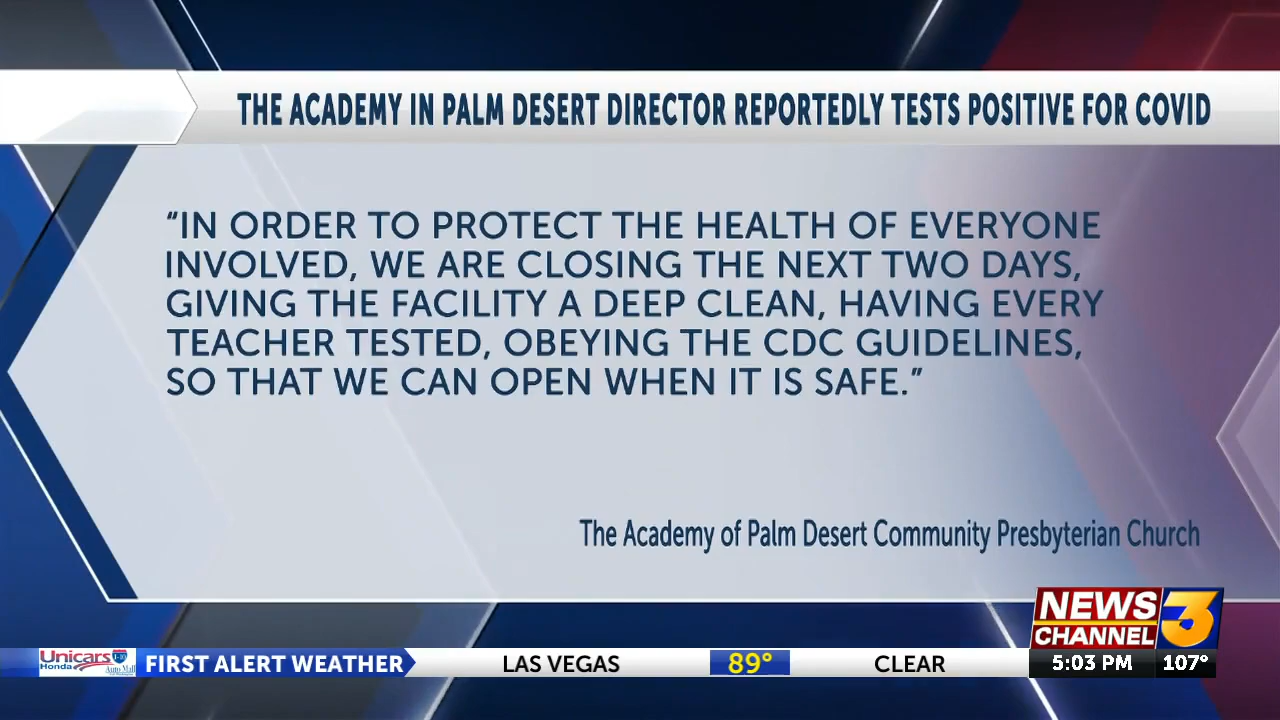 THE ACADEMY IN PALM DESERT DIRECTOR REPORTEDLY TESTS POSITIVE FOR COVID
“IN ORDER TO PROTECT THE HEALTH OF EVERYONE
INVOLVED, WE ARE CLOSING THE NEXT TWO DAYS,
GIVING THE FACILITY A DEEP CLEAN, HAVING EVERY
TEACHER TESTED, OBEYING THE CDC GUIDELINES,
SO THAT WE CAN OPEN WHEN IT IS SAFE.”
The Academy of Palm Desert Community Presbyterian Church
NEWS
CHANNEL 3
Unicars
Honda
Auto Mall
FIRST ALERT WEATHER LAS VEGAS 89° CLEAR 5:03 PM 107°